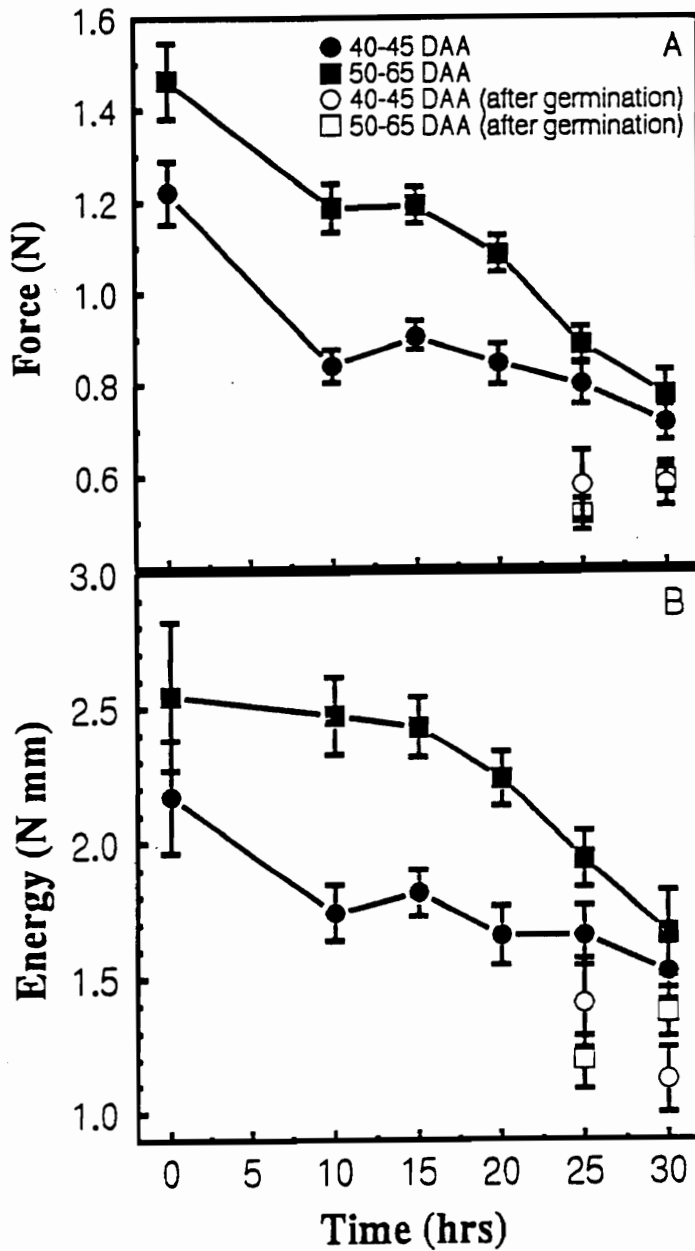 A
● 40-45 DAA
■ 50-65 DAA
○ 40-45 DAA (after germination)
□ 50-65 DAA (after germination)
Force (N)
1.6
1.4
1.2
1.0
0.8
0.6
B
Energy (N mm)
3.0
2.5
2.0
1.5
1.0
0 5 10 15 20 25 30
Time (hrs)